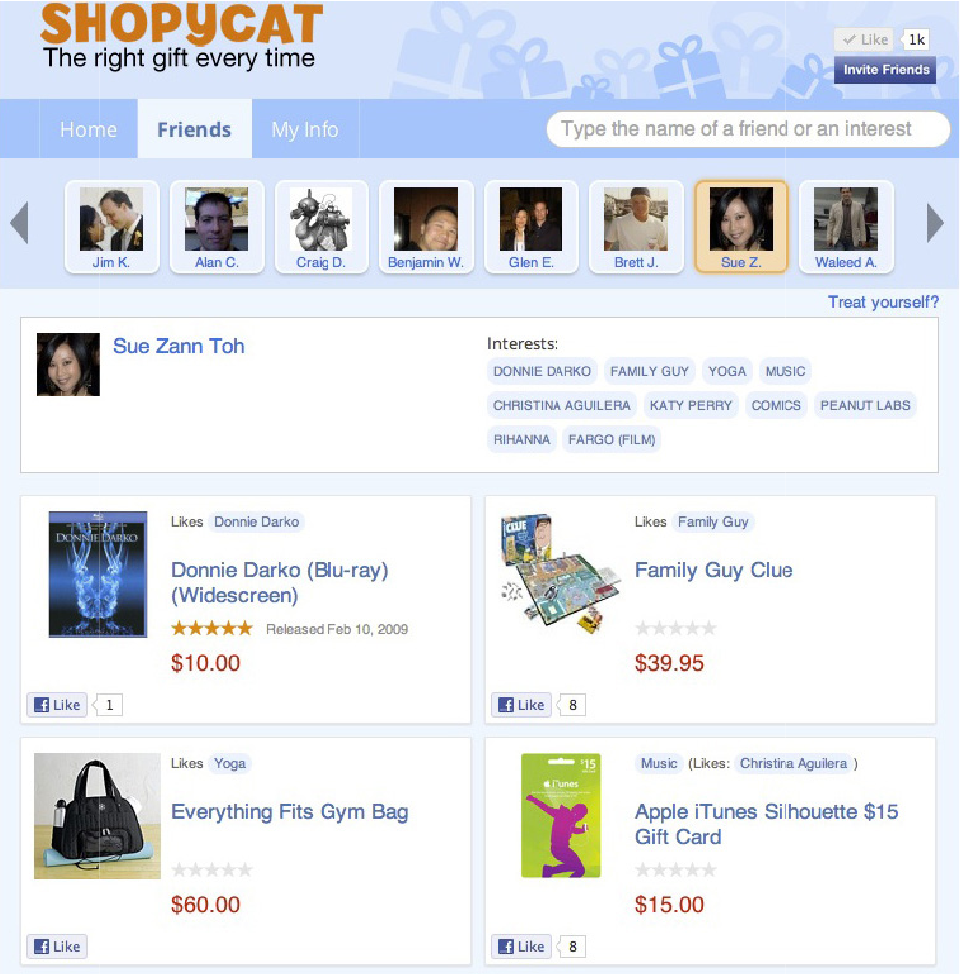 SHOPYCAT
The right gift every time
Like 1k
Invite Friends
Home Friends My Info Type the name of a friend or an interest
Jim K. Alan C. Craig D. Benjamin W. Glen E. Brett J. Sue Z. Waleed A.
Treat yourself?
Sue Zann Toh
Interests:
DONNIE DARKO FAMILY GUY YOGA MUSIC
CHRISTINA AGUILERA KATY PERRY COMICS PEANUT LABS
RIHANNA FARGO (FILM)
DONNIE DARKO
Likes Donnie Darko
Donnie Darko (Blu-ray)
(Widescreen)
Released Feb 10, 2009
$10.00
Like 1
CLUE
Likes Family Guy
Family Guy Clue
$39.95
Like 8
Likes Yoga
Everything Fits Gym Bag
$60.00
Like
$15
iTunes
Music (Likes: Christina Aguilera )
Apple iTunes Silhouette $15
Gift Card
$15.00
Like 8